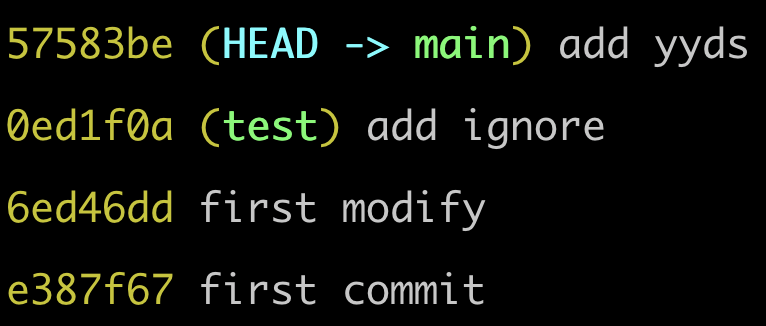 57583be (HEAD -> main) add yyds
0ed1f0a (test) add ignore
6ed46dd first modify
e387f67 first commit